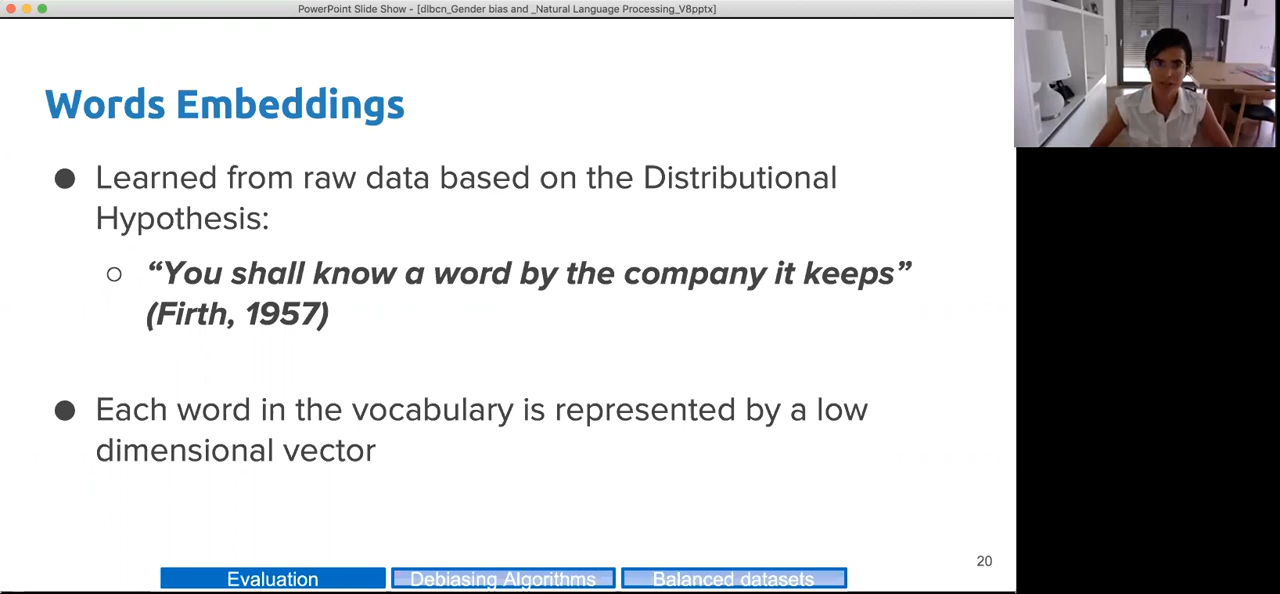 PowerPoint Slide Show - [dlbcn_Gender bias and _Natural Language Processing_V8pptx]
Words Embeddings
● Learned from raw data based on the Distributional
Hypothesis:
○ “You shall know a word by the company it keeps”
(Firth, 1957)
● Each word in the vocabulary is represented by a low
dimensional vector
20
Evaluation
Debiasing Algorithms
Balanced datasets